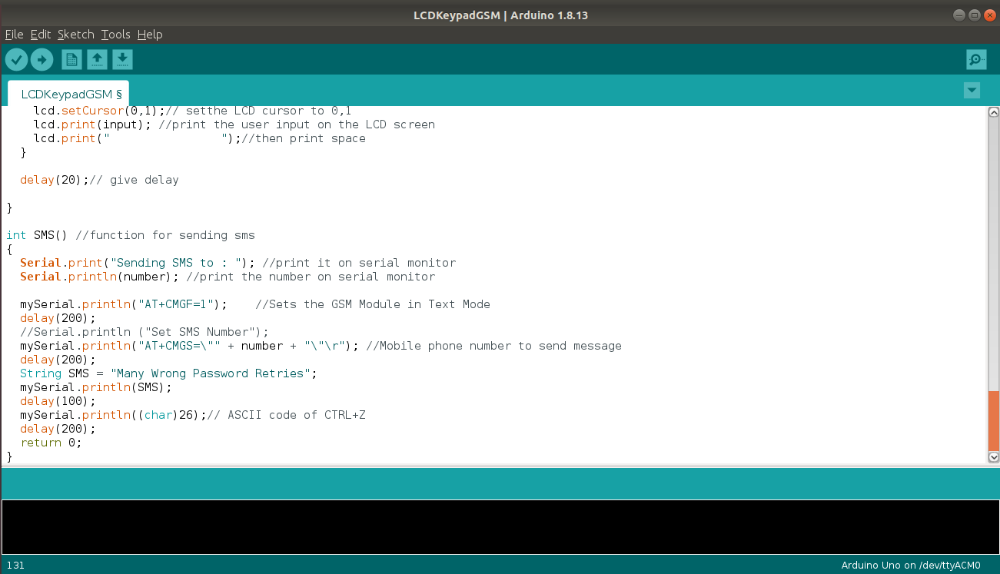 LCDKeypadGSM | Arduino 1.8.13
File Edit Sketch Tools Help
LCDKeypadGSM §
    lcd.setCursor(0,1);// setthe LCD cursor to 0,1
    lcd.print(input); //print the user input on the LCD screen
    lcd.print("                ");//then print space
  }
  delay(20);// give delay
}
int SMS() //function for sending sms
{
  Serial.print("Sending SMS to : "); //print it on serial monitor
  Serial.println(number); //print the number on serial monitor
  mySerial.println("AT+CMGF=1");    //Sets the GSM Module in Text Mode
  delay(200);
  //Serial.println ("Set SMS Number");
  mySerial.println("AT+CMGS=\"" + number + "\"\r"); //Mobile phone number to send message
  delay(200);
  String SMS = "Many Wrong Password Retries";
  mySerial.println(SMS);
  delay(100);
  mySerial.println((char)26);// ASCII code of CTRL+Z
  delay(200);
  return 0;
}
131
Arduino Uno on /dev/ttyACM0